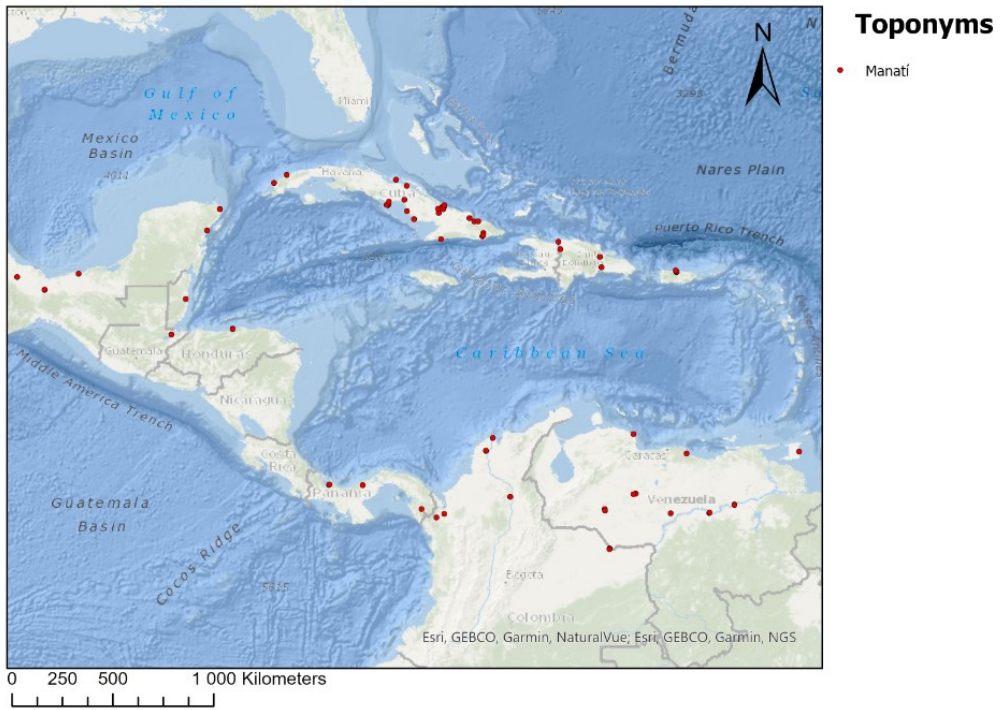 Toponyms
Manatí
N
Bermuda
Miami
Gulf of
Mexico
Mexico
Basin
Havana
Nares Plain
Cuba
Puerto Rico Trench
Guatemala
Honduras
Caribbean Sea
Middle America Trench
Nicaragua
Costa
Rica
Panama
Caracas
Venezuela
Guatemala
Basin
Cocos Ridge
Bogota
Colombia
Esri, GEBCO, Garmin, NaturalVue; Esri, GEBCO, Garmin, NGS
0 250 500 1 000 Kilometers